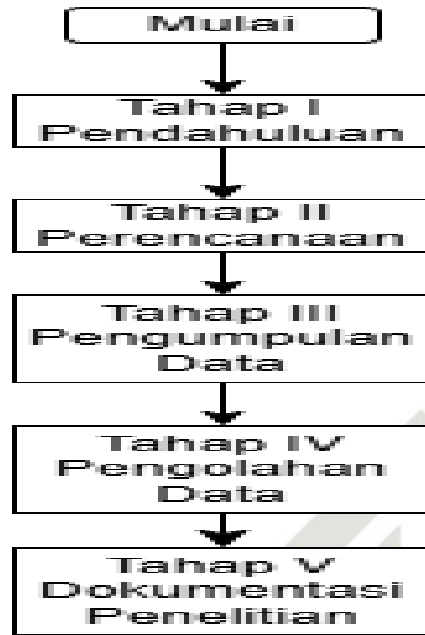 Mulai
Tahap I
Pendahuluan
Tahap II
Perencanaan
Tahap III
Pengumpulan
Data
Tahap IV
Pengolahan
Data
Tahap V
Dokumentasi
Penelitian